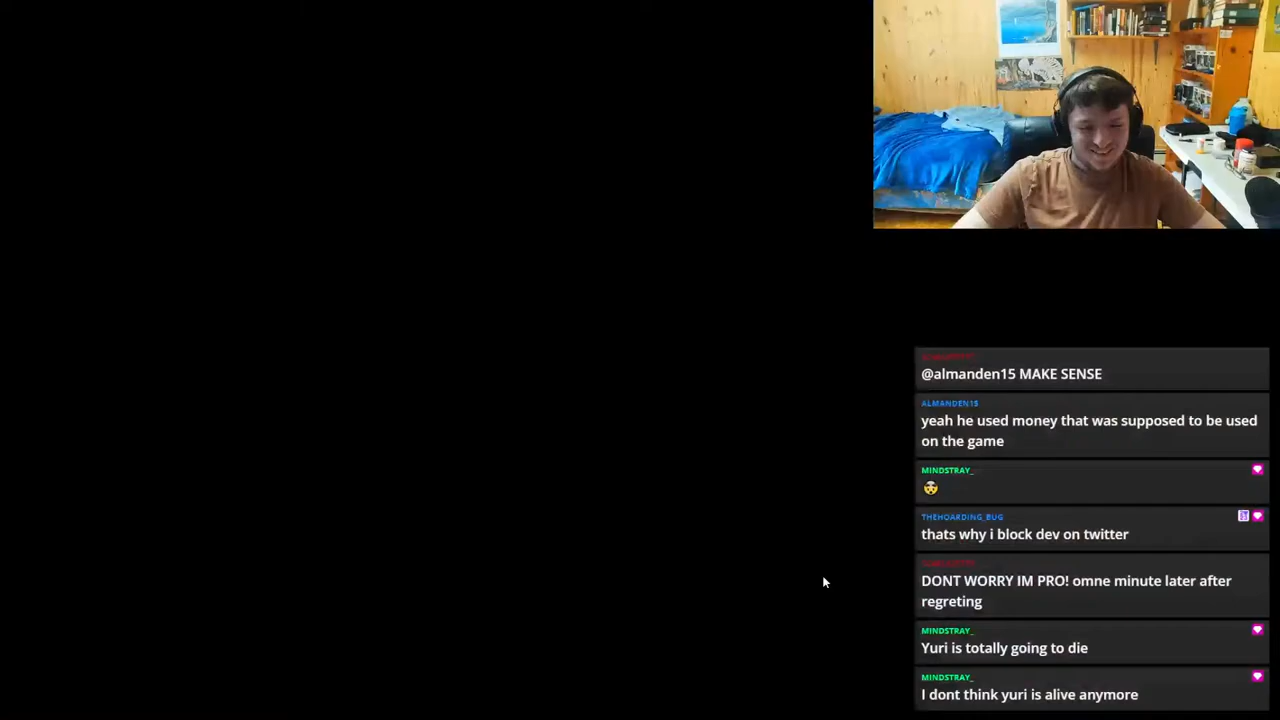 @almanden15 MAKE SENSE
ALMANDEN15
yeah he used money that was supposed to be used
on the game
MINDSTRAY_
THEHOARDING_BUG
thats why i block dev on twitter
DONT WORRY IM PRO! omne minute later after
regreting
MINDSTRAY_
Yuri is totally going to die
MINDSTRAY_
I dont think yuri is alive anymore